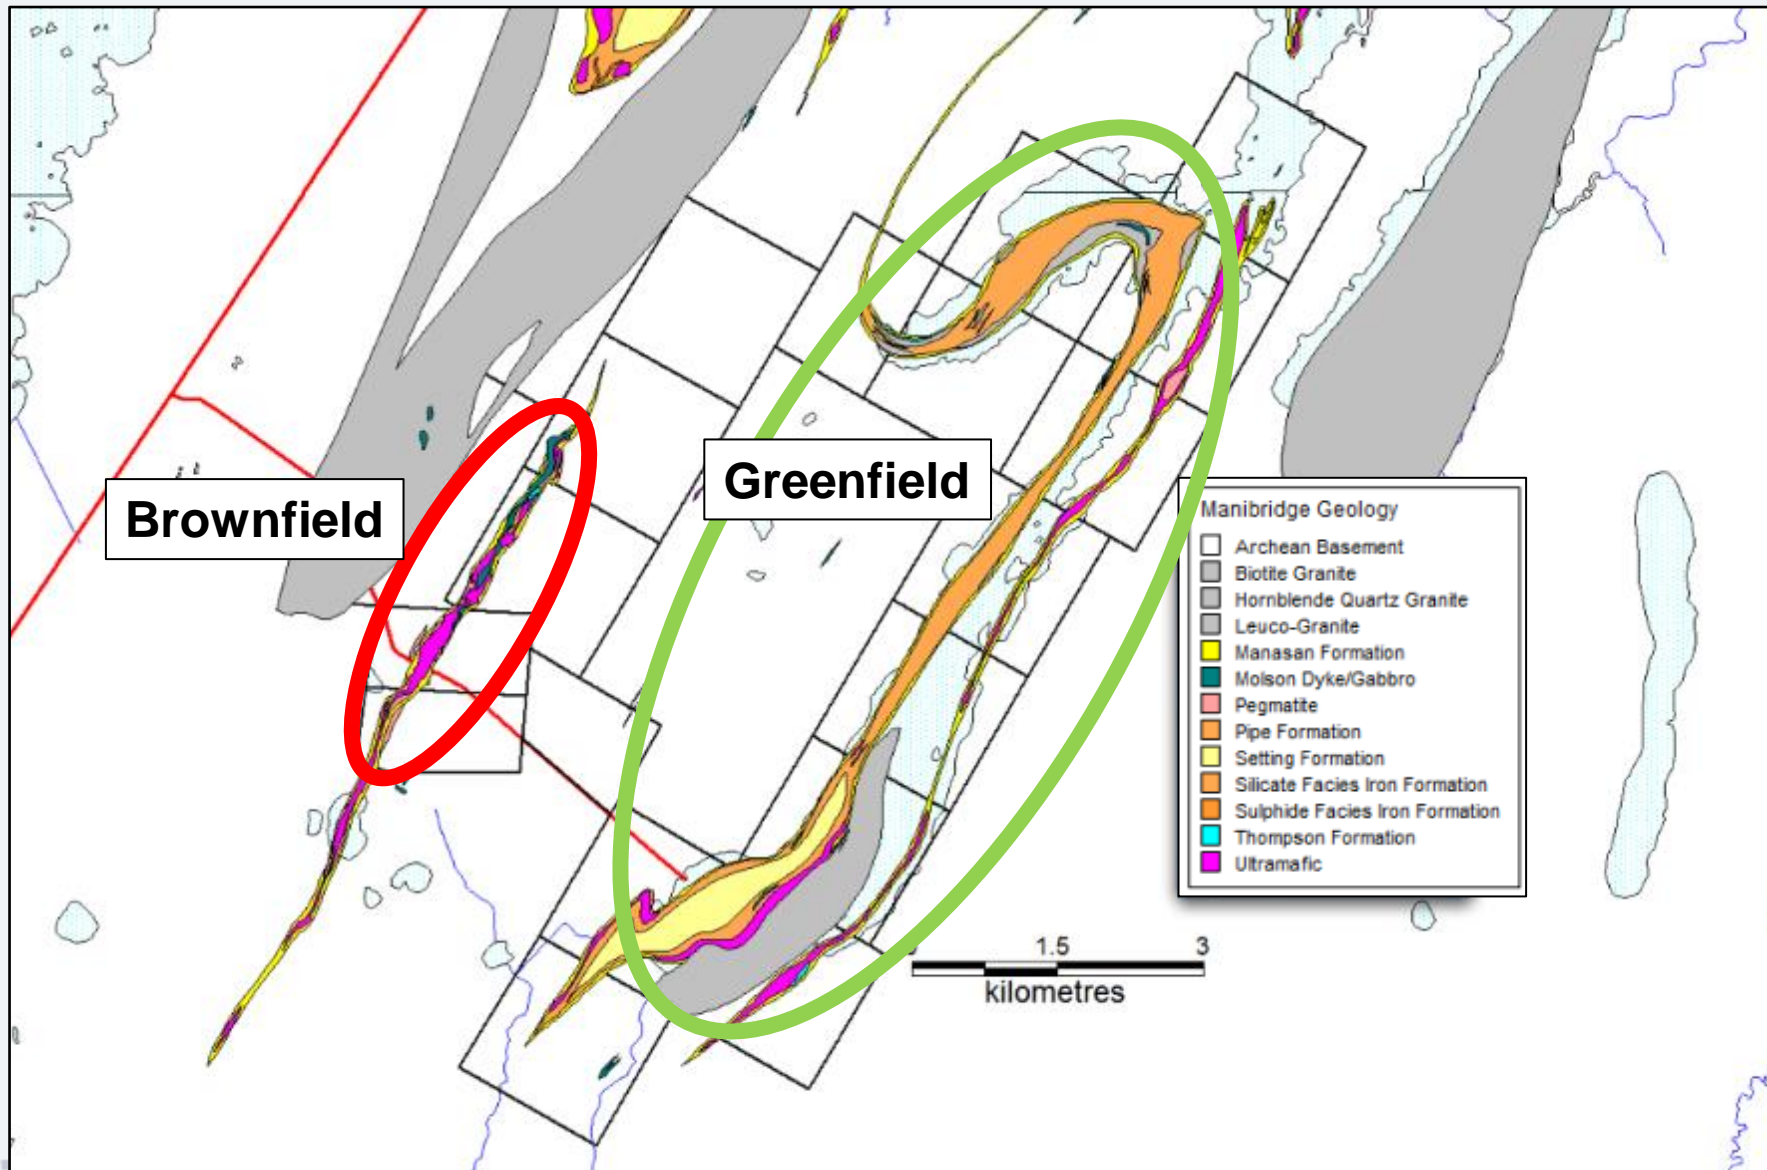 Brownfield
Greenfield
Manibridge Geology
Archean Basement
Biotite Granite
Hornblende Quartz Granite
Leuco-Granite
Manasan Formation
Molson Dyke/Gabbro
Pegmatite
Pipe Formation
Setting Formation
Silicate Facies Iron Formation
Sulphide Facies Iron Formation
Thompson Formation
Ultramafic
1.5 3
kilometres